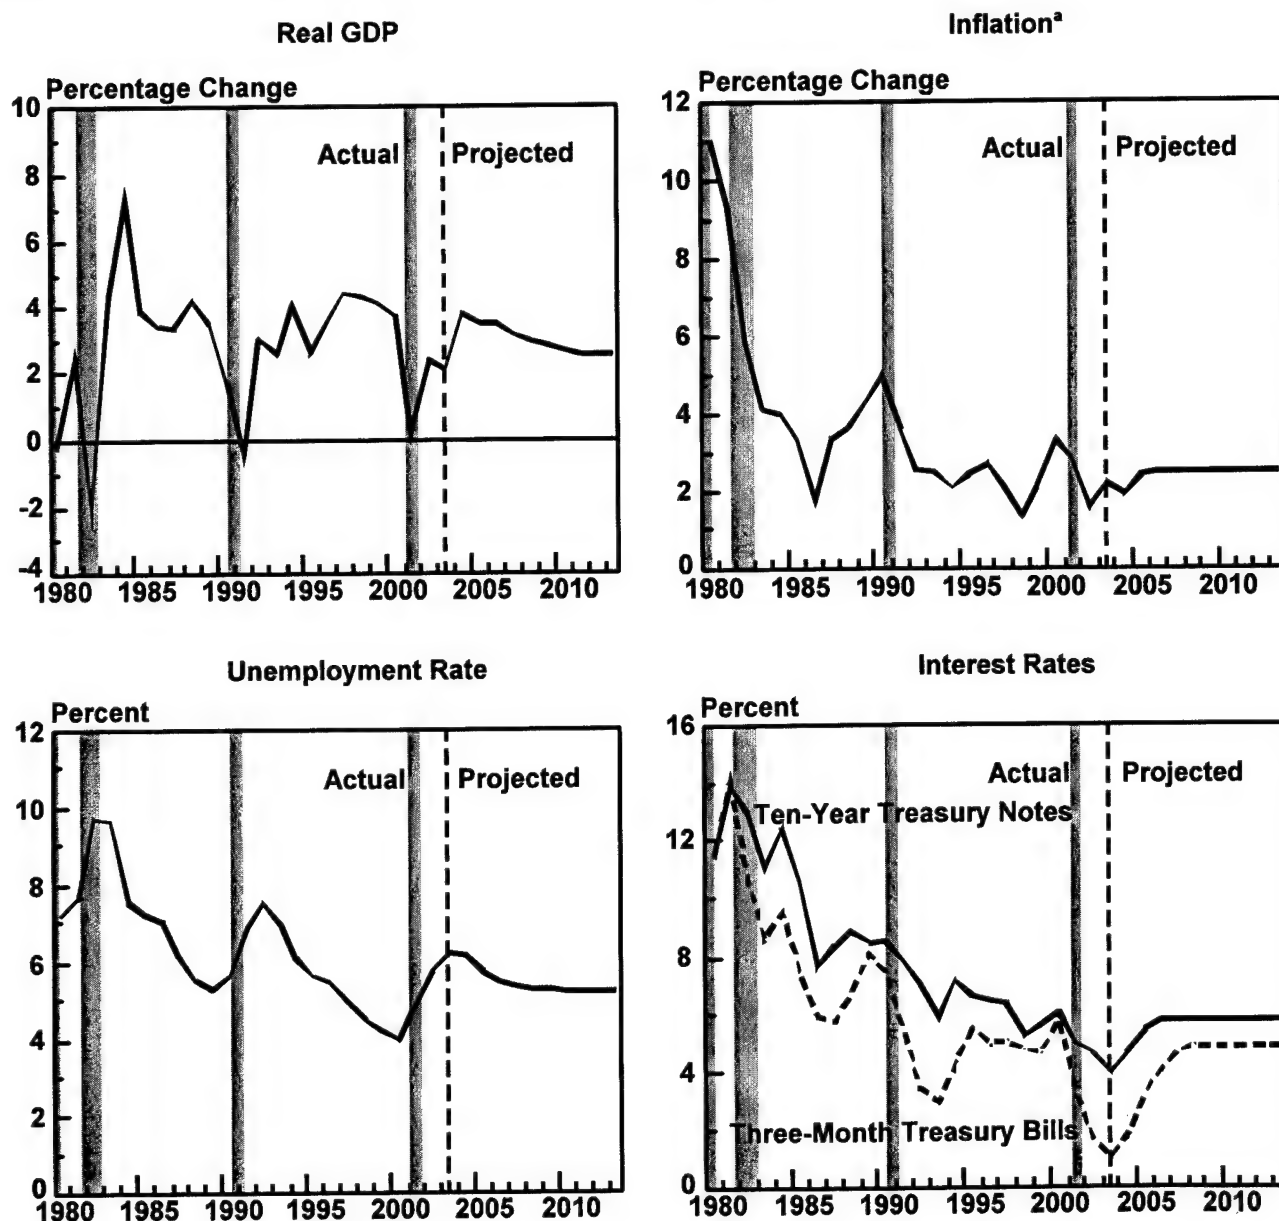 Real GDP
Percentage Change
10
8
6
4
2
0
-2
-4
Actual
Projected
1980 1985 1990 1995 2000 2005 2010
Inflationᵃ
Percentage Change
12
10
8
6
4
2
0
Actual
Projected
1980 1985 1990 1995 2000 2005 2010
Unemployment Rate
Percent
12
10
8
6
4
2
0
Actual
Projected
1980 1985 1990 1995 2000 2005 2010
Interest Rates
Percent
16
12
8
4
0
Actual
Projected
Ten-Year Treasury Notes
Three-Month Treasury Bills
1980 1985 1990 1995 2000 2005 2010